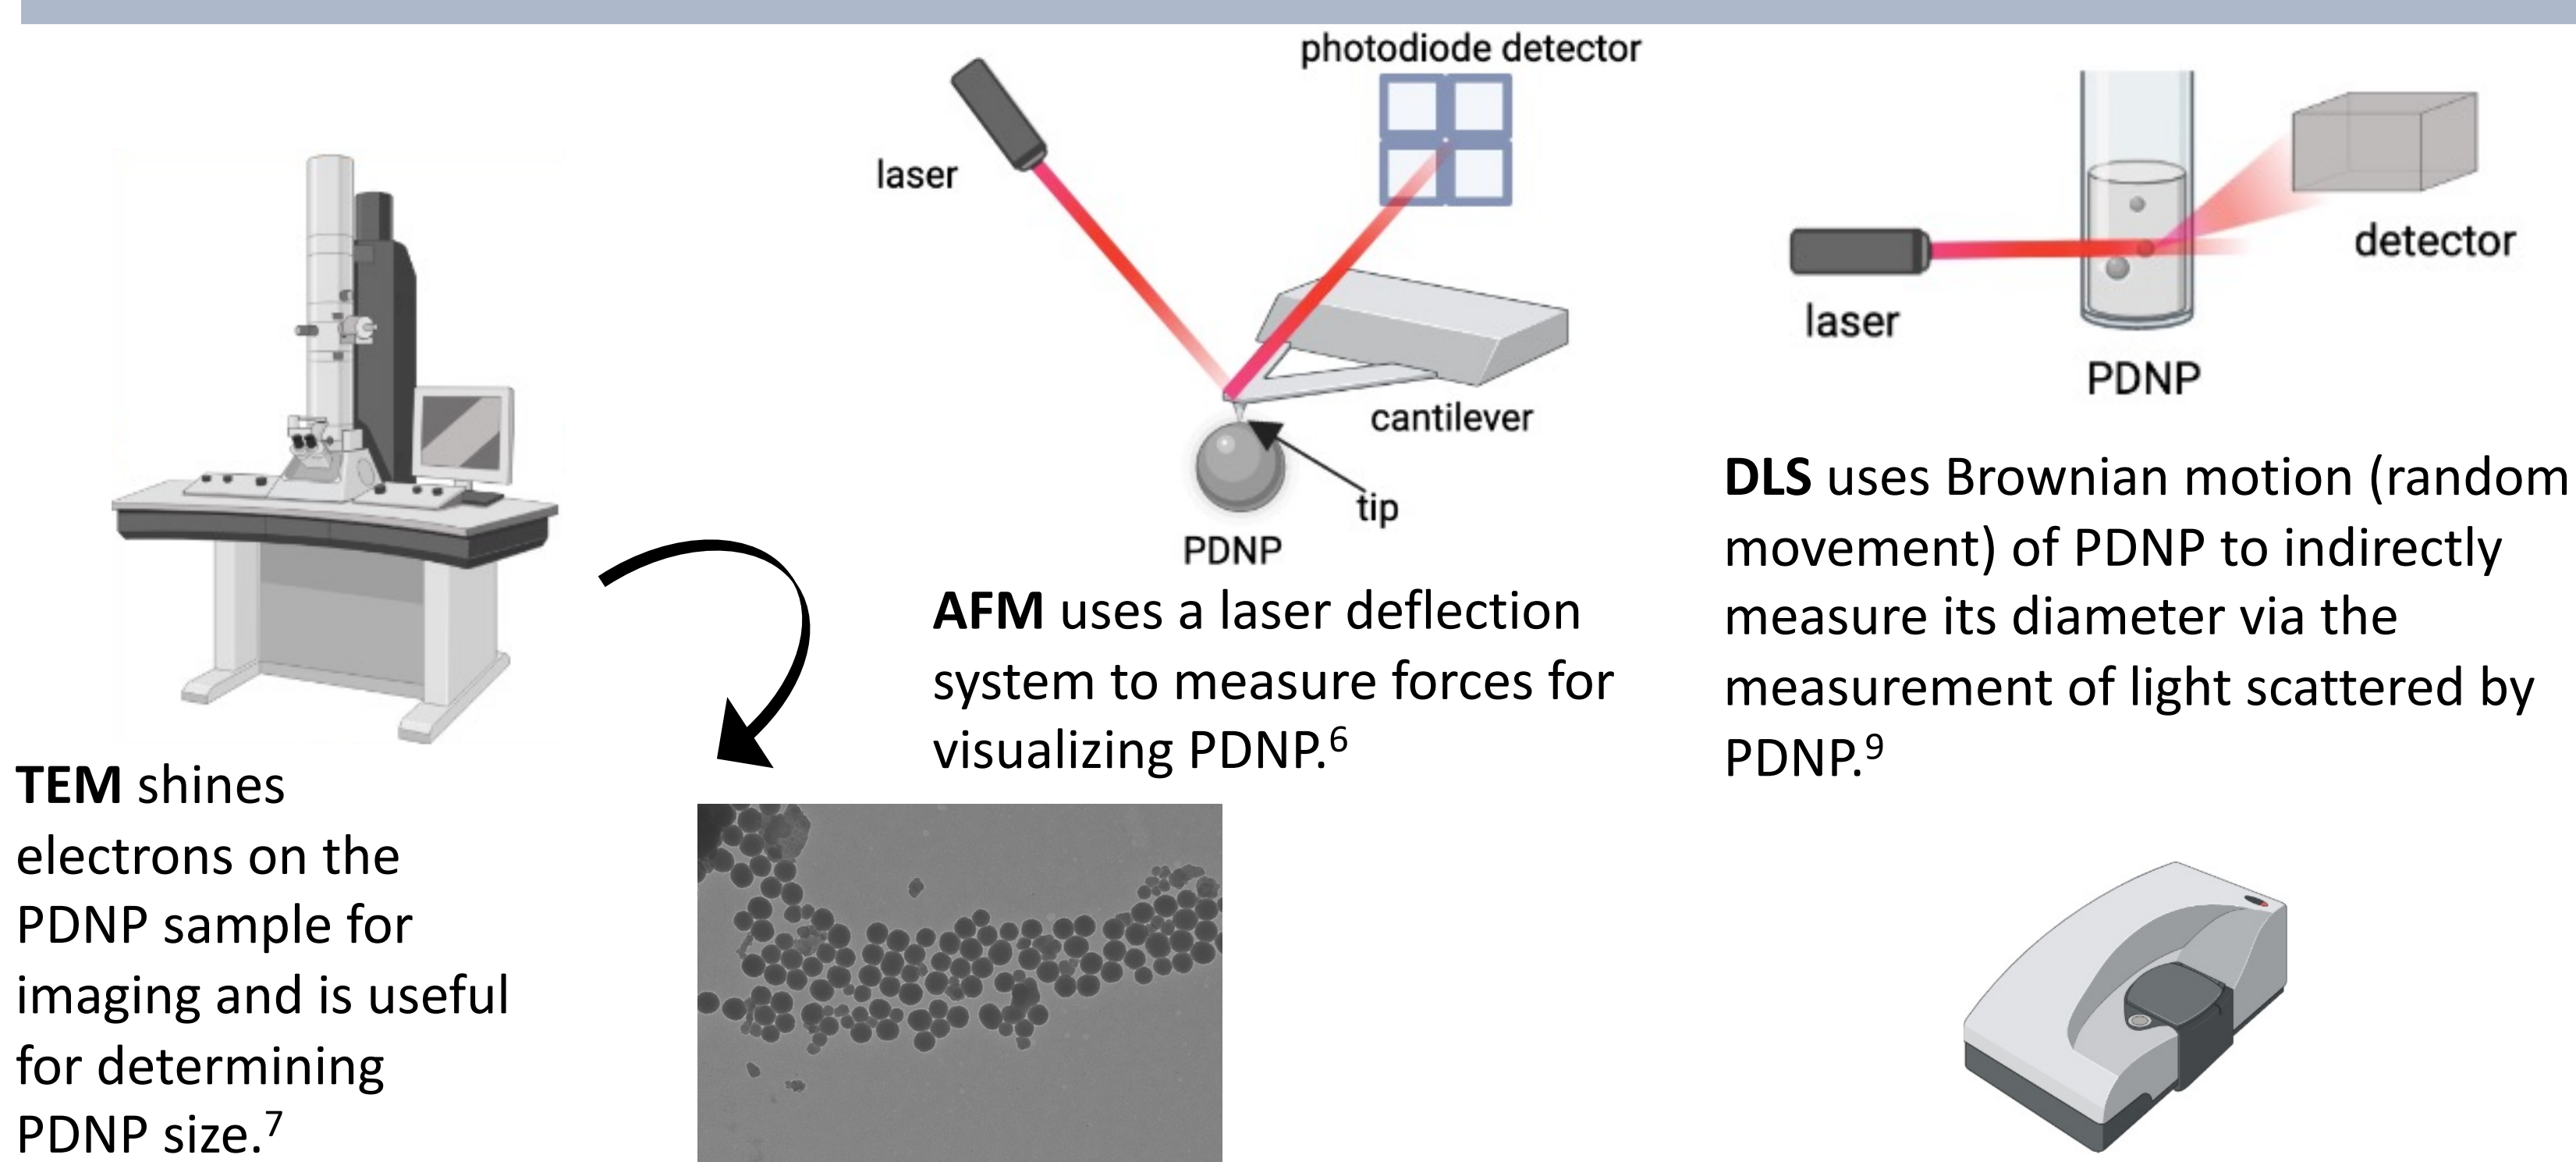 photodiode detector
laser
cantilever
tip
PDNP
laser
PDNP
detector
TEM shines
electrons on the
PDNP sample for
imaging and is useful
for determining
PDNP size.⁷
AFM uses a laser deflection
system to measure forces for
visualizing PDNP.⁶
DLS uses Brownian motion (random
movement) of PDNP to indirectly
measure its diameter via the
measurement of light scattered by
PDNP.⁹